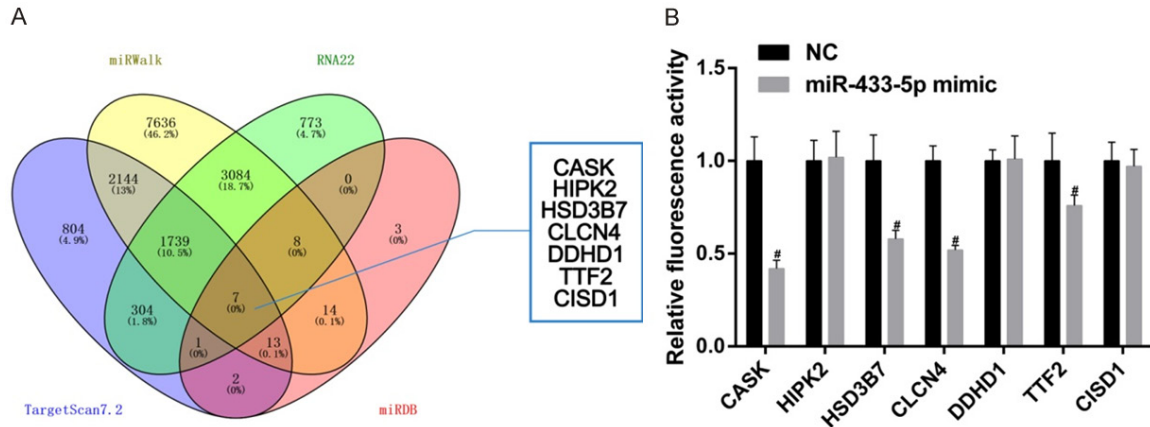 A
miRWalk
RNA22
7636
(46.2%)
773
(4.7%)
2144
(13%)
3084
(18.7%)
0
(0%)
804
(4.9%)
1739
(10.5%)
8
(0%)
3
(0%)
7
(0%)
304
(1.8%)
14
(0.1%)
1
(0%)
13
(0.1%)
2
(0%)
TargetScan7.2
miRDB
CASK
HIPK2
HSD3B7
CLCN4
DDHD1
TTF2
CISD1
B
NC
miR-433-5p mimic
Relative fluorescence activity
1.5
1.0
0.5
0.0
#
#
#
#
CASK
HIPK2
HSD3B7
CLCN4
DDHD1
TTF2
CISD1